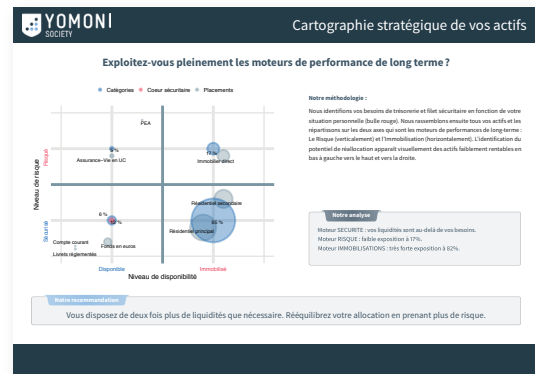 YOMONI
SOCIETY
Cartographie stratégique de vos actifs
Exploitez-vous pleinement les moteurs de performance de long terme ?
Catégories Coeur sécuritaire Placements
Niveau de risque
Risqué
Sécurisé
PEA
Assurance-Vie en UC
17 %
Immobilier direct
Résidential secondaire
65 %
Résidentiel principal
6 %
12 %
Compte courant
Fonds en euros
Livrets réglementés
Disponible
Immobilisé
Niveau de disponibilité
Notre méthodologie :
Nous identifions vos besoins de trésorerie et filet sécuritaire en fonction de votre
situation personnelle (bulle rouge). Nous rassemblons ensuite tous vos actifs et les
répartissons sur les deux axes qui sont les moteurs de performances de long-terme :
Le Risque (verticalement) et l'Immobilisation (horizontalement). L'identification du
potentiel de réallocation apparait visuellement des actifs faiblement rentables en
bas à gauche vers le haut et vers la droite.
Notre analyse
Moteur SECURITE : vos liquidités sont au-delà de vos besoins.
Moteur RISQUE : faible exposition à 17%.
Moteur IMMOBILISATIONS : très forte exposition à 82%.
Notre recommandation
Vous disposez de deux fois plus de liquidités que nécessaire. Rééquilibrez votre allocation en prenant plus de risque.